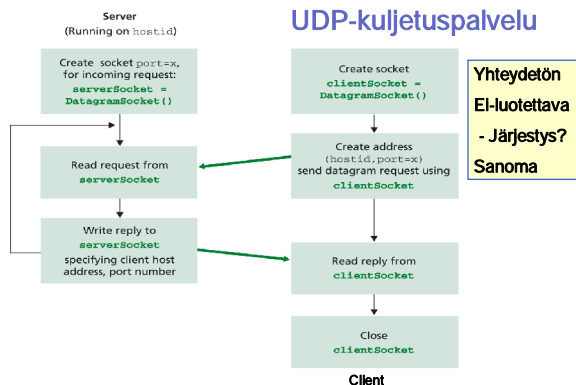 UDP-kuljetuspalvelu
Server
(Running on hostid)
Create socket port=x,
for incoming request:
serverSocket =
DatagramSocket()
Read request from
serverSocket
Write reply to
serverSocket
specifying client host
address, port number
Create socket
clientSocket =
DatagramSocket()
Create address
(hostid,port=x)
send datagram request using
clientSocket
Read reply from
clientSocket
Close
clientSocket
Client
Yhteydetön
EI-luotettava
- Järjestys?
Sanoma